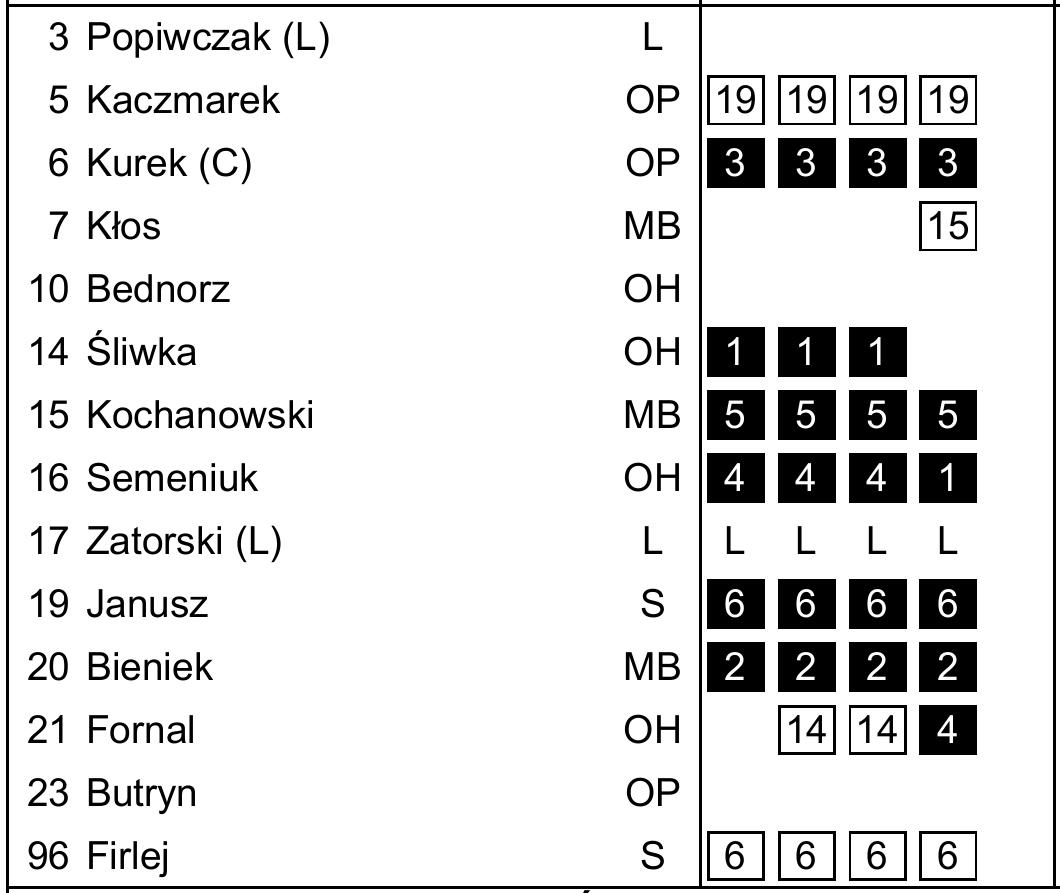 3 Popiwczak (L) L
5 Kaczmarek OP 19 19 19 19
6 Kurek (C) OP 3 3 3 3
7 Kłos MB 15
10 Bednorz OH
14 Śliwka OH 1 1 1
15 Kochanowski MB 5 5 5 5
16 Semeniuk OH 4 4 4 1
17 Zatorski (L) L L L L L
19 Janusz S 6 6 6 6
20 Bieniek MB 2 2 2 2
21 Fornal OH 14 14 4
23 Butryn OP
96 Firlej S 6 6 6 6